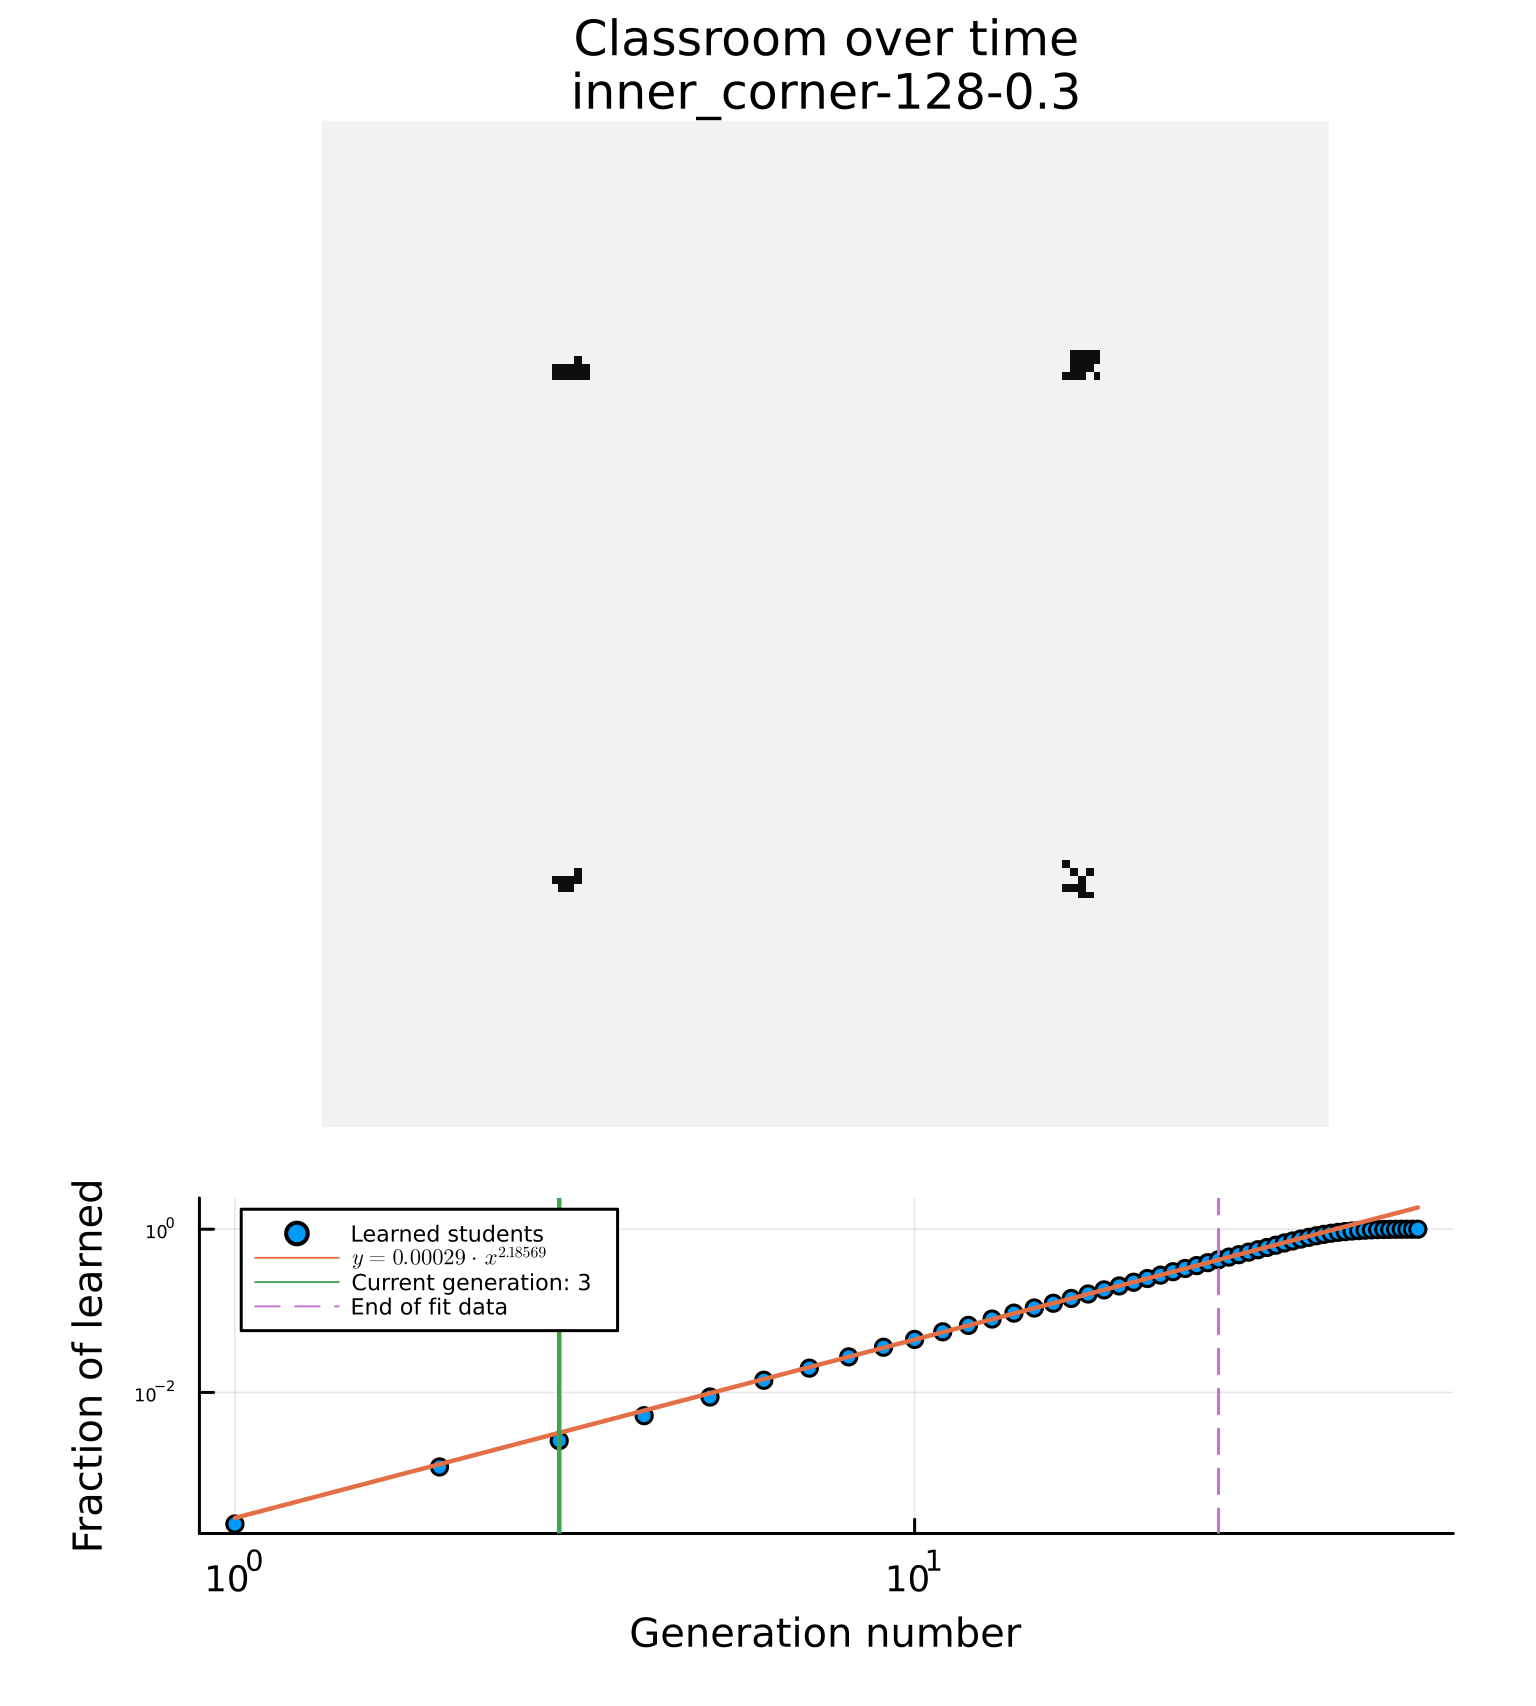 Classroom over time
inner_corner-128-0.3
Fraction of learned
10⁰
10⁻²
Learned students
y = 0.00029 · x^2.18569
Current generation: 3
End of fit data
10⁰
10¹
Generation number